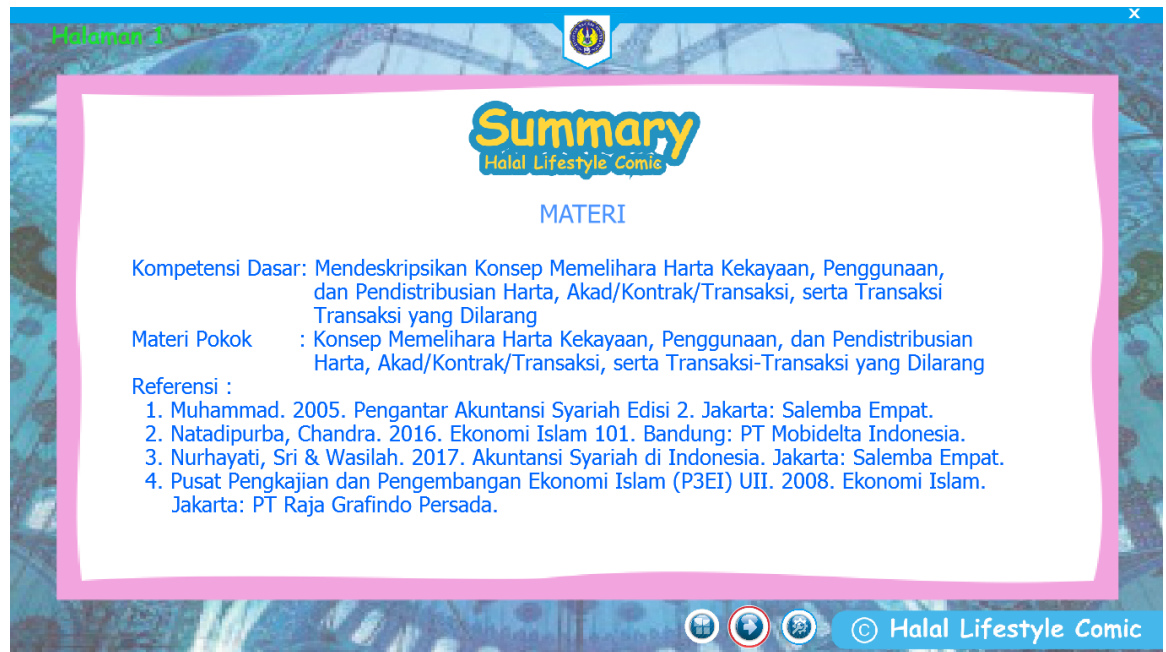 Halaman 1
x
Summary
Halal Lifestyle Comic
MATERI
Kompetensi Dasar: Mendeskripsikan Konsep Memelihara Harta Kekayaan, Penggunaan,
dan Pendistribusian Harta, Akad/Kontrak/Transaksi, serta Transaksi
Transaksi yang Dilarang
Materi Pokok : Konsep Memelihara Harta Kekayaan, Penggunaan, dan Pendistribusian
Harta, Akad/Kontrak/Transaksi, serta Transaksi-Transaksi yang Dilarang
Referensi :
1. Muhammad. 2005. Pengantar Akuntansi Syariah Edisi 2. Jakarta: Salemba Empat.
2. Natadipurba, Chandra. 2016. Ekonomi Islam 101. Bandung: PT Mobidelta Indonesia.
3. Nurhayati, Sri & Wasilah. 2017. Akuntansi Syariah di Indonesia. Jakarta: Salemba Empat.
4. Pusat Pengkajian dan Pengembangan Ekonomi Islam (P3EI) UII. 2008. Ekonomi Islam.
Jakarta: PT Raja Grafindo Persada.
© Halal Lifestyle Comic